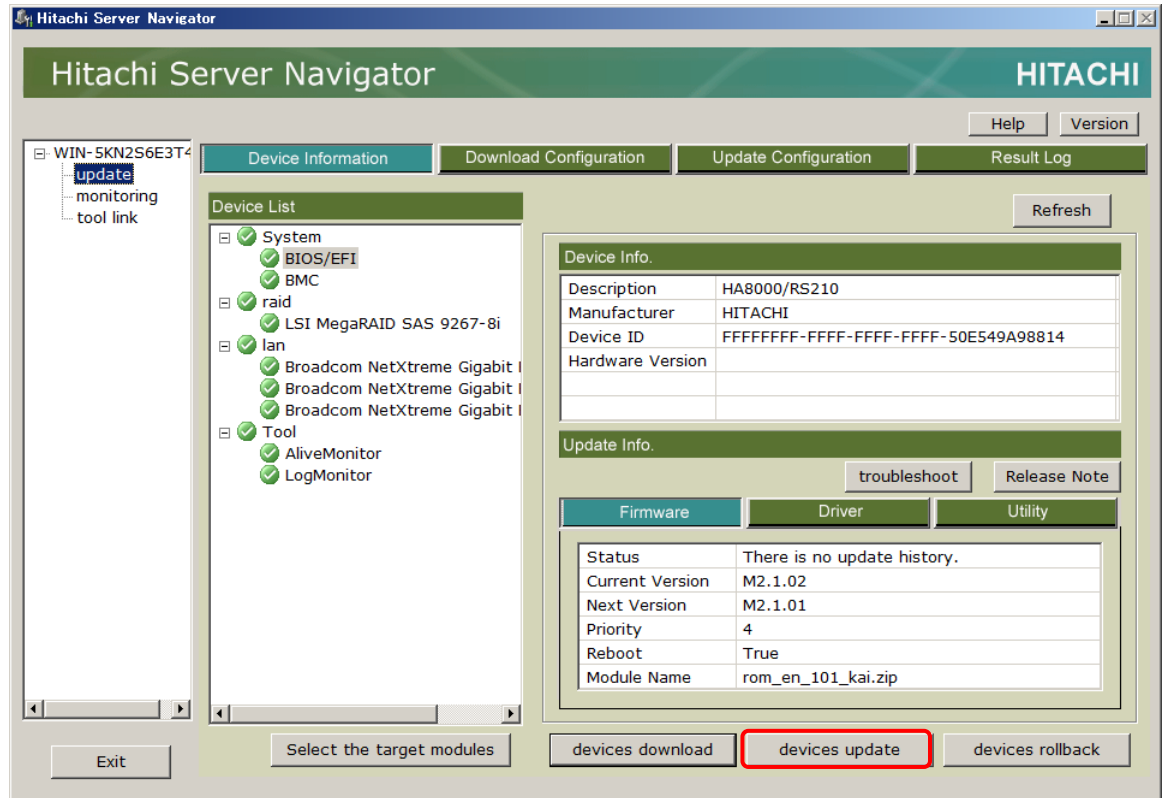 Hitachi Server Navigator
Hitachi Server Navigator
HITACHI
Help
Version
WIN-5KN2S6E3T4
update
monitoring
tool link
Device Information
Download Configuration
Update Configuration
Result Log
Device List
Refresh
System
BIOS/EFI
BMC
raid
LSI MegaRAID SAS 9267-8i
lan
Broadcom NetXtreme Gigabit
Broadcom NetXtreme Gigabit
Broadcom NetXtreme Gigabit
Tool
AliveMonitor
LogMonitor
Device Info.
Description HA8000/RS210
Manufacturer HITACHI
Device ID FFFFFFFF-FFFF-FFFF-FFFF-50E549A98814
Hardware Version
Update Info.
troubleshoot
Release Note
Firmware
Driver
Utility
Status There is no update history.
Current Version M2.1.02
Next Version M2.1.01
Priority 4
Reboot True
Module Name rom_en_101_kai.zip
Exit
Select the target modules
devices download
devices update
devices rollback